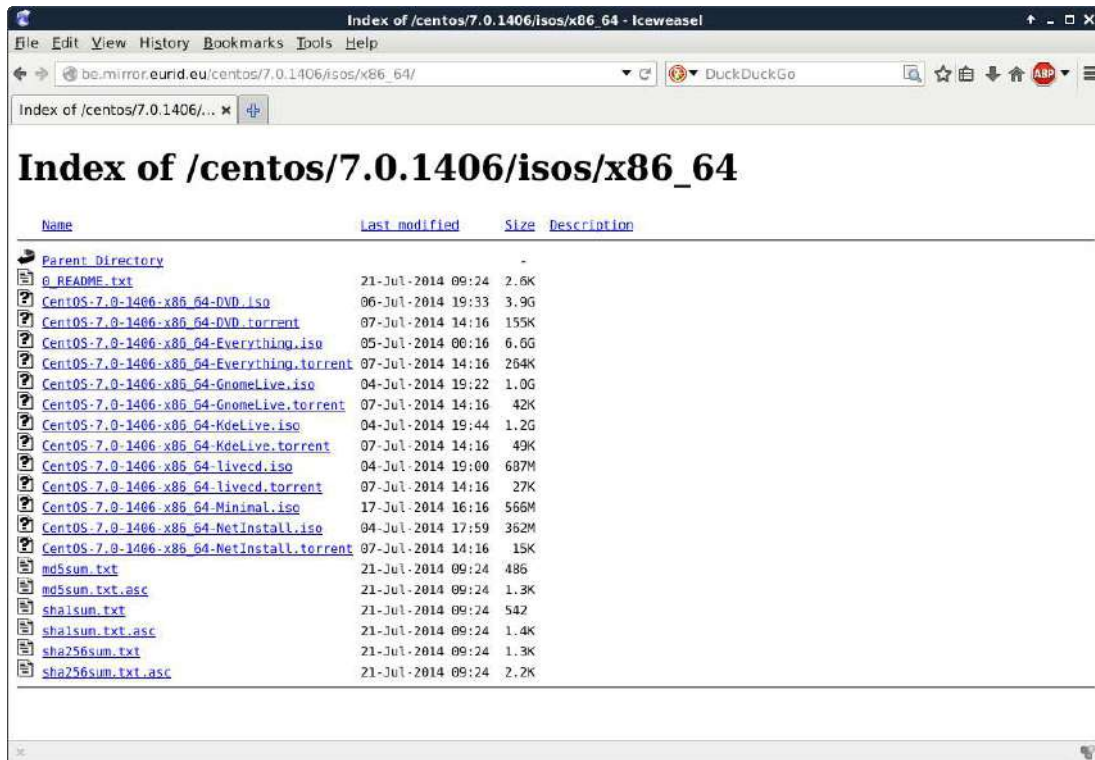 Index of /centos/7.0.1406/isos/x86_64 - Iceweasel
File Edit View History Bookmarks Tools Help
be.mirror.eurid.eu/centos/7.0.1406/isos/x86_64/ DuckDuckGo ABP
Index of /centos/7.0.1406/...
Index of /centos/7.0.1406/isos/x86_64
Name Last modified Size Description
Parent Directory -
0_README.txt 21-Jul-2014 09:24 2.6K
CentOS-7.0-1406-x86_64-DVD.iso 06-Jul-2014 19:33 3.9G
CentOS-7.0-1406-x86_64-DVD.torrent 07-Jul-2014 14:16 155K
CentOS-7.0-1406-x86_64-Everything.iso 05-Jul-2014 00:16 6.6G
CentOS-7.0-1406-x86_64-Everything.torrent 07-Jul-2014 14:16 264K
CentOS-7.0-1406-x86_64-GnomeLive.iso 04-Jul-2014 19:22 1.0G
CentOS-7.0-1406-x86_64-GnomeLive.torrent 07-Jul-2014 14:16 42K
CentOS-7.0-1406-x86_64-KdeLive.iso 04-Jul-2014 19:44 1.2G
CentOS-7.0-1406-x86_64-KdeLive.torrent 07-Jul-2014 14:16 49K
CentOS-7.0-1406-x86_64-livecd.iso 04-Jul-2014 19:00 687M
CentOS-7.0-1406-x86_64-livecd.torrent 07-Jul-2014 14:16 27K
CentOS-7.0-1406-x86_64-Minimal.iso 17-Jul-2014 16:16 566M
CentOS-7.0-1406-x86_64-NetInstall.iso 04-Jul-2014 17:59 362M
CentOS-7.0-1406-x86_64-NetInstall.torrent 07-Jul-2014 14:16 15K
md5sum.txt 21-Jul-2014 09:24 486
md5sum.txt.asc 21-Jul-2014 09:24 1.3K
sha1sum.txt 21-Jul-2014 09:24 542
sha1sum.txt.asc 21-Jul-2014 09:24 1.4K
sha256sum.txt 21-Jul-2014 09:24 1.3K
sha256sum.txt.asc 21-Jul-2014 09:24 2.2K